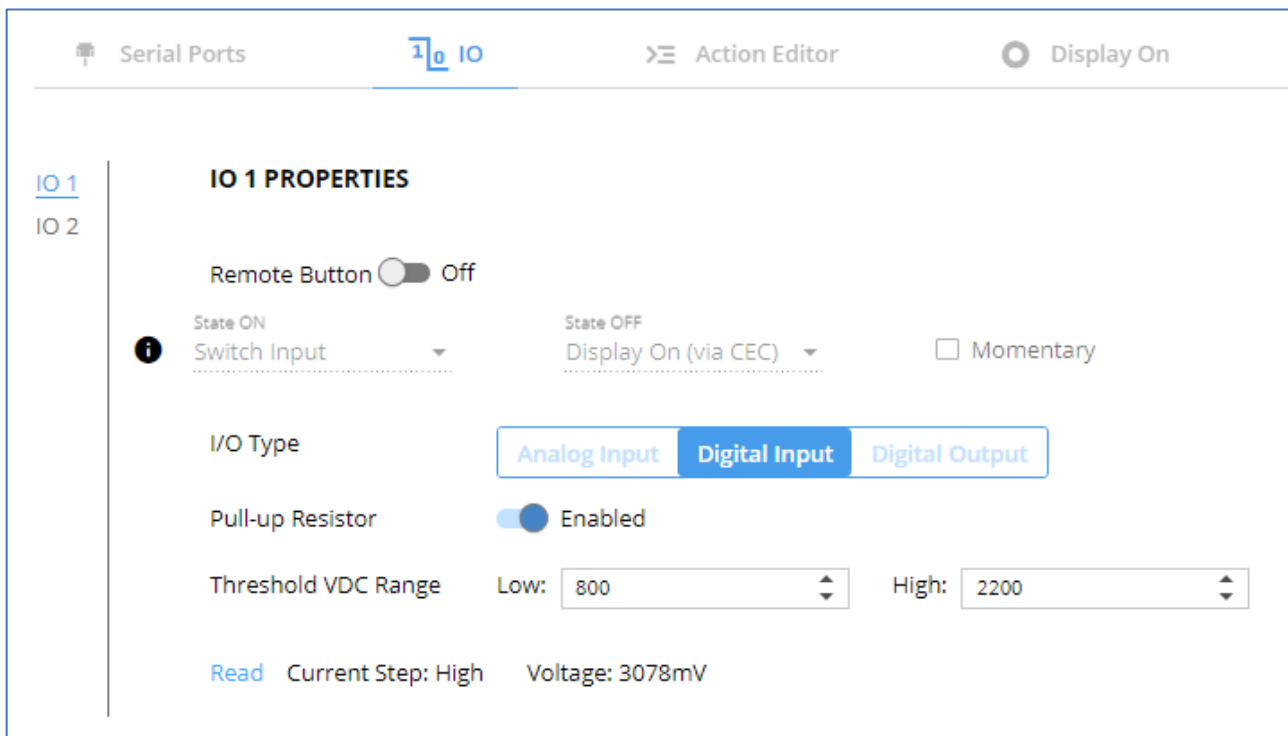 Serial Ports 1 0 IO Action Editor Display On
IO 1
IO 2
IO 1 PROPERTIES
Remote Button Off
State ON State OFF
i Switch Input Display On (via CEC) Momentary
I/O Type Analog Input Digital Input Digital Output
Pull-up Resistor Enabled
Threshold VDC Range Low: 800 High: 2200
Read Current Step: High Voltage: 3078mV